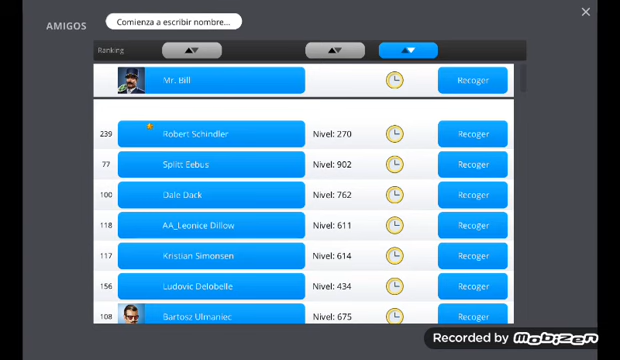 AMIGOS
Comienza a escribir nombre...
Ranking
Mr. Bill Recoger
239 Robert Schindler Nivel: 270 Recoger
77 Splitt Eebus Nivel: 902 Recoger
100 Dale Dack Nivel: 762 Recoger
118 AA_Leonice Dillow Nivel: 611 Recoger
117 Kristian Simonsen Nivel: 614 Recoger
156 Ludovic Delobelle Nivel: 434 Recoger
108 Bartosz Ulmaniec Nivel: 675 Recoger
Recorded by MOBIZEN